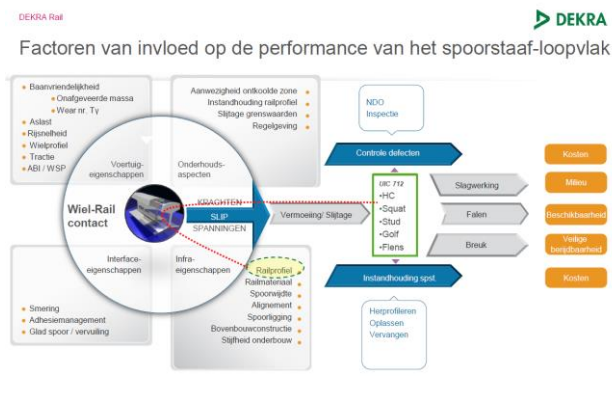 DEKRA Rail
DEKRA
Factoren van invloed op de performance van het spoorstaaf-loopvlak
Baanvriendelijkheid
Onafgeveerde massa
Wear nr. Tγ
Aslast
Rijsnelheid
Wielprofiel
Tractie
ABI / WSP
Voertuig-
eigenschappen
Aanwezigheid ontkoolde zone
Instandhouding railprofiel
Slijtage grenswaarden
Regelgeving
Onderhouds-
aspecten
Wiel-Rail
contact
KRACHTEN
SLIP
SPANNINGEN
Interface-
eigenschappen
Smering
Adhesiemanagement
Glad spoor / vervuiling
Infra-
eigenschappen
Railprofiel
Railmateriaal
Spoorwijdte
Alignement
Spoorligging
Bovenbouwconstructie
Stijfheid onderbouw
Vermoeiing/ Slijtage
NDO
Inspectie
Controle defecten
UIC 712
•HC
•Squat
•Stud
•Golf
•Flens
Instandhouding spst.
Herprofileren
Oplassen
Vervangen
Slagwerking
Falen
Breuk
Kosten
Milieu
Beschikbaarheid
Veilige
berijdbaarheid
Kosten